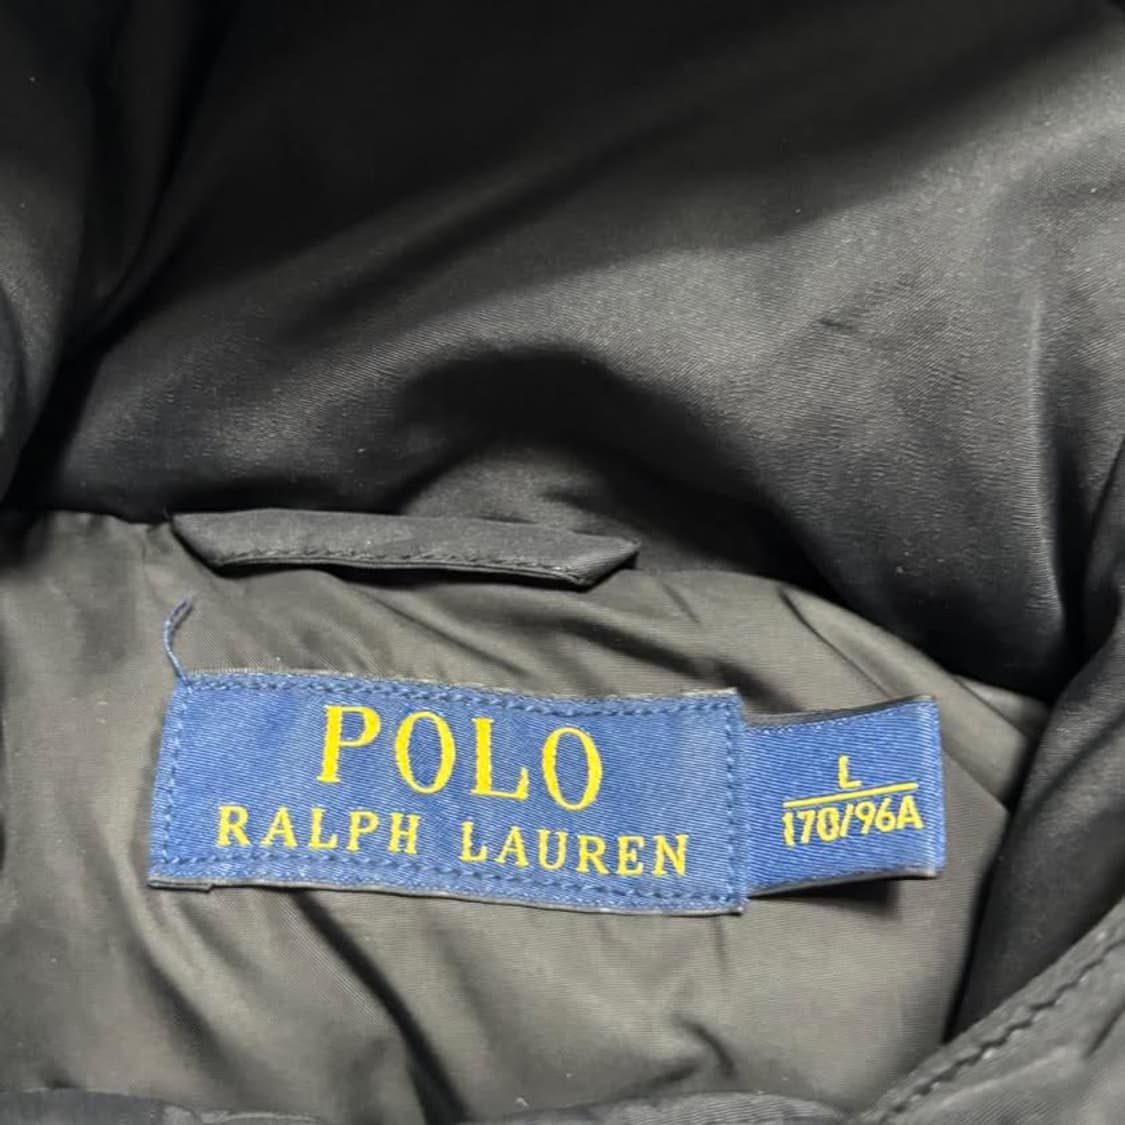 POLO
RALPH LAUREN
L
170/96A